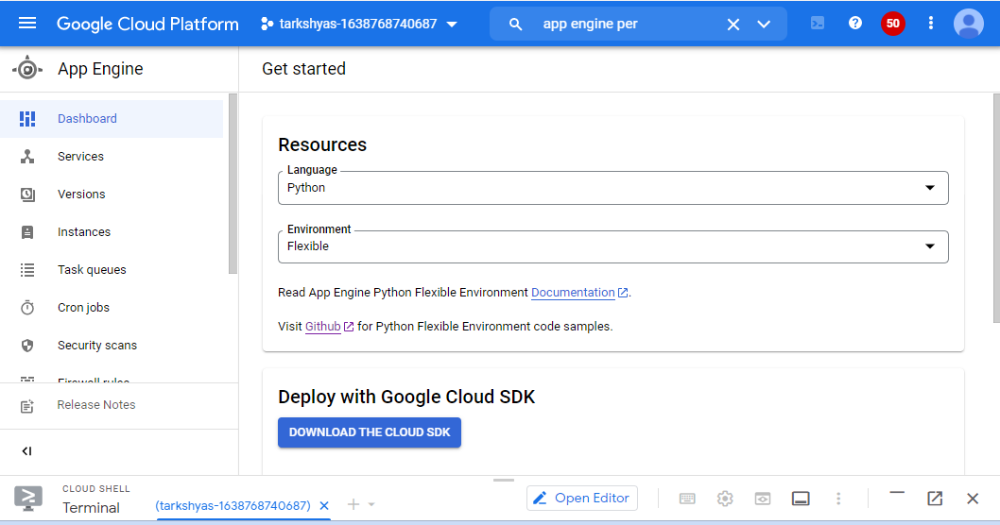 Google Cloud Platform
tarkshyas-1638768740687
app engine per
50
App Engine
Get started
Dashboard
Services
Versions
Instances
Task queues
Cron jobs
Security scans
Firewall rules
Release Notes
Resources
Language
Python
Environment
Flexible
Read App Engine Python Flexible Environment Documentation.
Visit Github for Python Flexible Environment code samples.
Deploy with Google Cloud SDK
DOWNLOAD THE CLOUD SDK
CLOUD SHELL
Terminal
(tarkshyas-1638768740687)
Open Editor